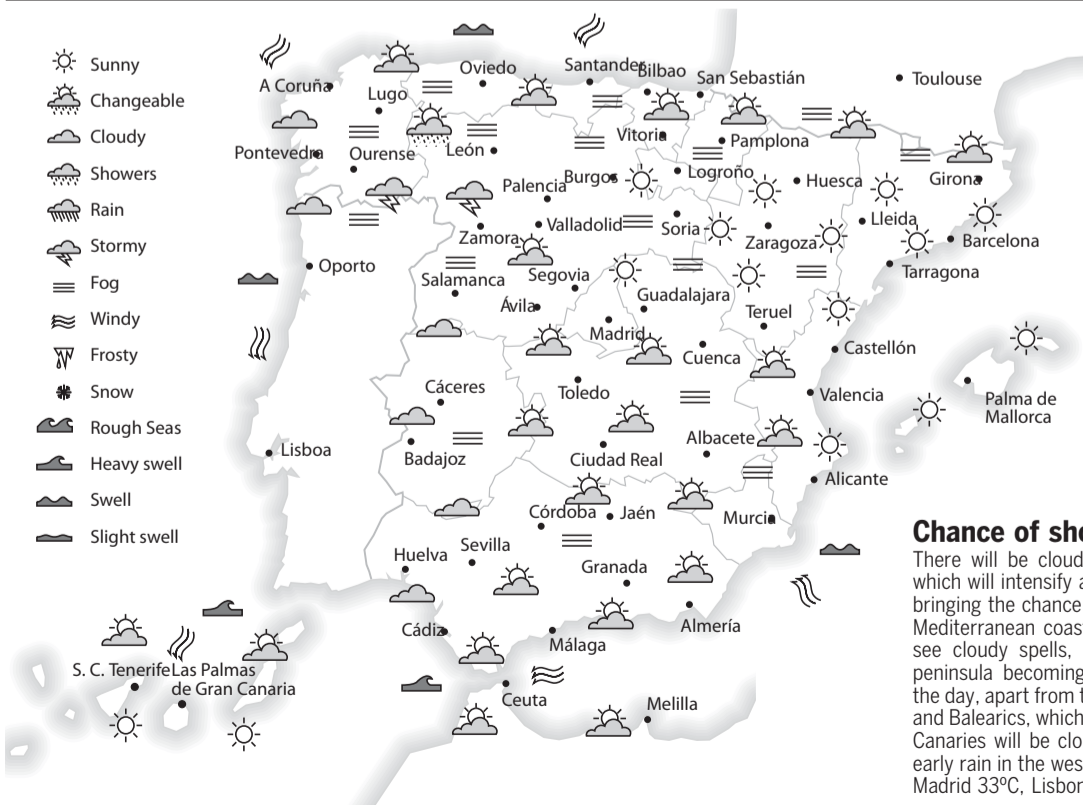 Sunny
Changeable
Cloudy
Showers
Rain
Stormy
Fog
Windy
Frosty
Snow
Rough Seas
Heavy swell
Swell
Slight swell
A Coruña
Lugo
Oviedo
Santander
Bilbao
San Sebastián
Toulouse
Pontevedra
Ourense
León
Vitoria
Pamplona
Palencia
Burgos
Logroño
Huesca
Girona
Zamora
Valladolid
Soria
Zaragoza
Lleida
Barcelona
Tarragona
Oporto
Salamanca
Segovia
Ávila
Guadalajara
Madrid
Teruel
Cuenca
Castellón
Cáceres
Toledo
Valencia
Palma de
Mallorca
Lisboa
Badajoz
Ciudad Real
Albacete
Alicante
Córdoba
Jaén
Murcia
Huelva
Sevilla
Granada
Cádiz
Málaga
Almería
S. C. Tenerife
Las Palmas
de Gran Canaria
Ceuta
Melilla
Chance of sho
There will be cloud
which will intensify a
bringing the chance
Mediterranean coas
see cloudy spells,
peninsula becoming
the day, apart from t
and Balearics, which
Canaries will be clo
early rain in the wes
Madrid 33ºC, Lisbon